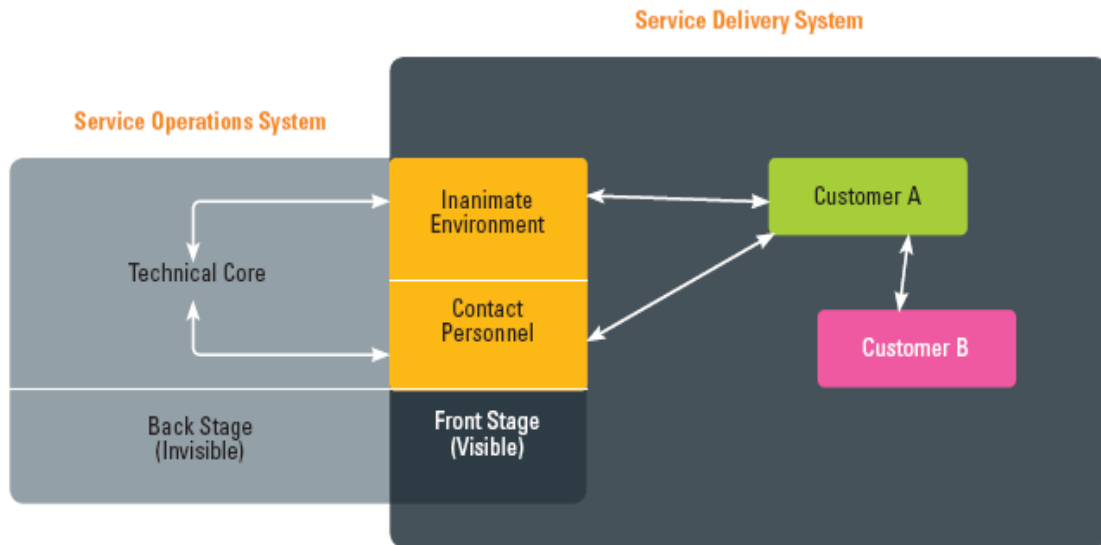 Service Delivery System
Service Operations System
Inanimate
Environment
Customer A
Technical Core
Contact
Personnel
Customer B
Back Stage
(Invisible)
Front Stage
(Visible)